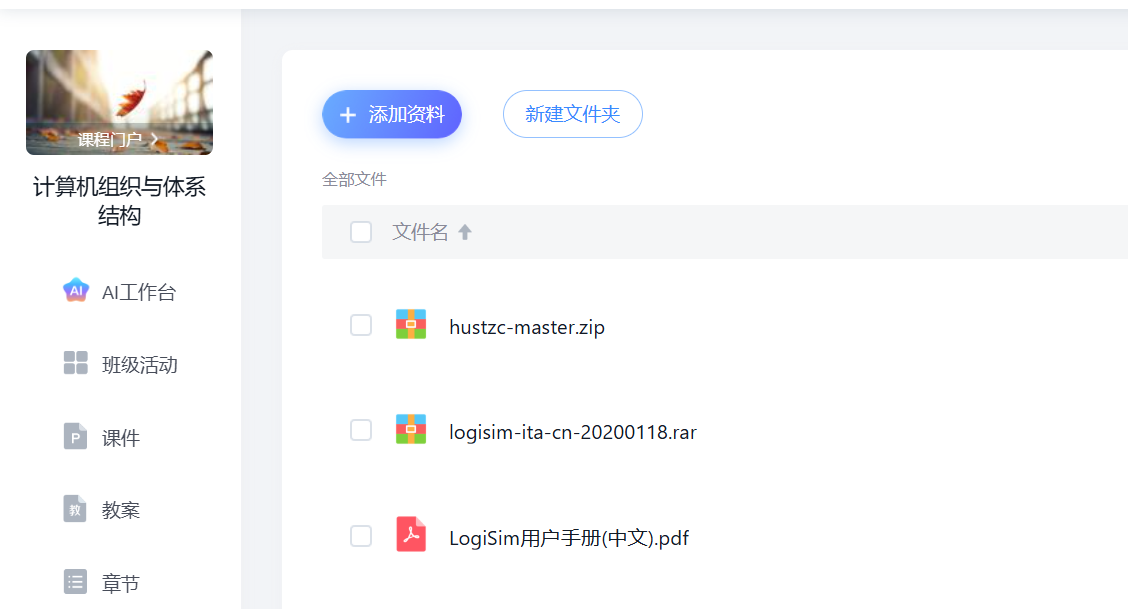 课程门户 >
计算机组织与体系
结构
AI AI工作台
班级活动
P 课件
教 教案
章节
+ 添加资料
新建文件夹
全部文件
文件名
hustzc-master.zip
logisim-ita-cn-20200118.rar
LogiSim用户手册(中文).pdf